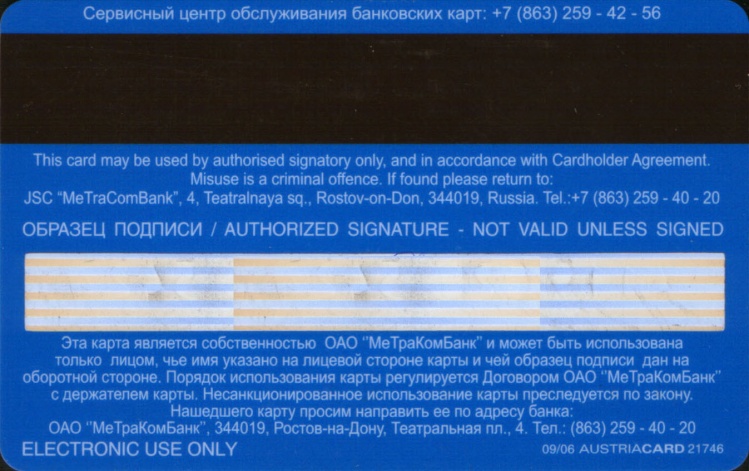 Сервисный центр обслуживания банковских карт: +7 (863) 259 - 42 - 56
This card may be used by authorised signatory only, and in accordance with Cardholder Agreement.
Misuse is a criminal offence. If found please return to:
JSC "MeTraComBank", 4, Teatralnaya sq., Rostov-on-Don, 344019, Russia. Tel.:+7 (863) 259 - 40 - 20
ОБРАЗЕЦ ПОДПИСИ / AUTHORIZED SIGNATURE - NOT VALID UNLESS SIGNED
Эта карта является собственностью ОАО "МеТраКомБанк" и может быть использована
только лицом, чье имя указано на лицевой стороне карты и чей образец подписи дан на
оборотной стороне. Порядок использования карты регулируется Договором ОАО "МеТраКомБанк"
с держателем карты. Несанкционированное использование карты преследуется по закону.
Нашедшего карту просим направить ее по адресу банка:
ОАО "МеТраКомБанк", 344019, Ростов-на-Дону, Театральная пл., 4. Тел.: (863) 259 - 40 - 20
ELECTRONIC USE ONLY
09/06 AUSTRIACARD 21746